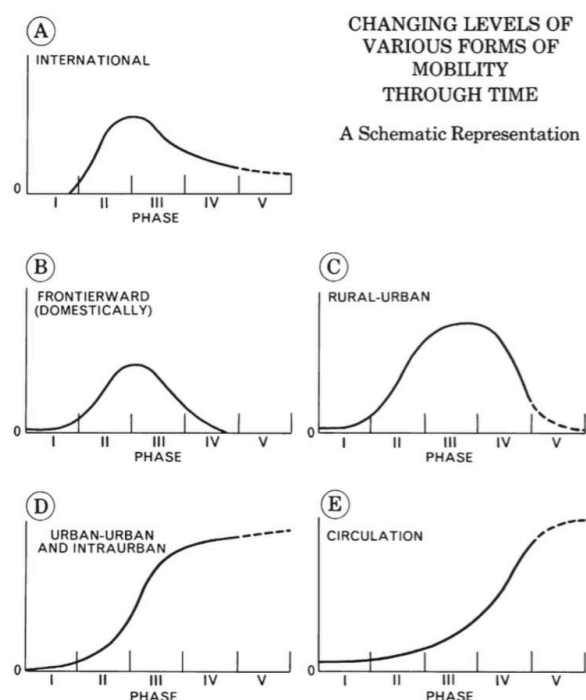 CHANGING LEVELS OF
VARIOUS FORMS OF
MOBILITY
THROUGH TIME
A Schematic Representation
A
INTERNATIONAL
0
I II III IV V
PHASE
B
FRONTIERWARD
(DOMESTICALLY)
0
I II III IV V
PHASE
C
RURAL-URBAN
0
I II III IV V
PHASE
D
URBAN-URBAN
AND INTRAURBAN
0
I II III IV V
PHASE
E
CIRCULATION
0
I II III IV V
PHASE